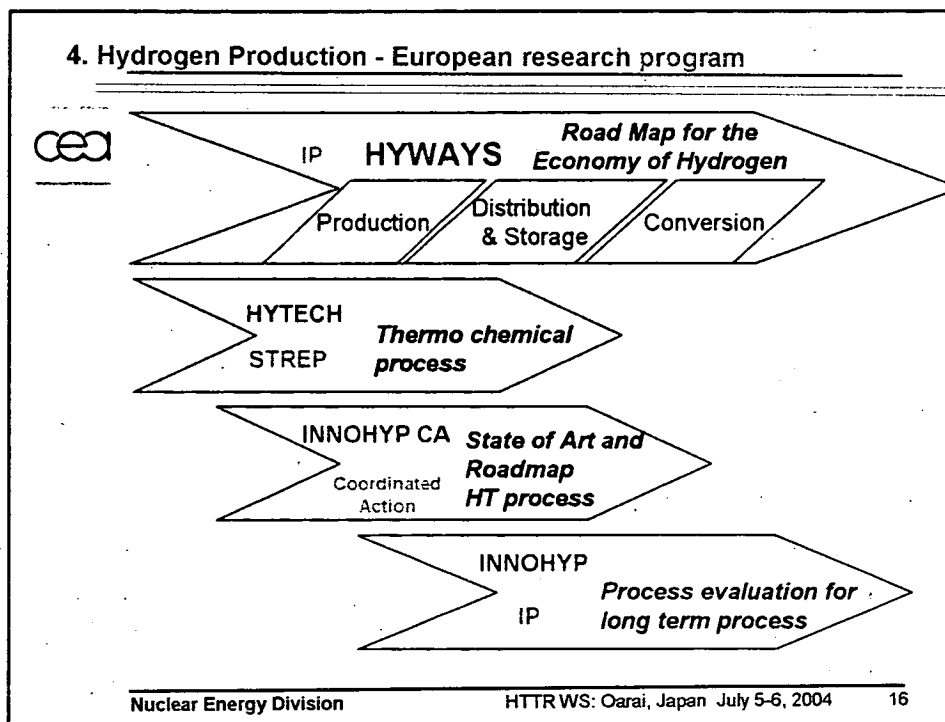 4. Hydrogen Production - European research program
cea
IP HYWAYS
Road Map for the
Economy of Hydrogen
Production
Distribution
& Storage
Conversion
HYTECH
STREP
Thermo chemical
process
INNOHYP CA
Coordinated
Action
State of Art and
Roadmap
HT process
INNOHYP
IP
Process evaluation for
long term process
Nuclear Energy Division
HTTR WS: Oarai, Japan July 5-6, 2004
16